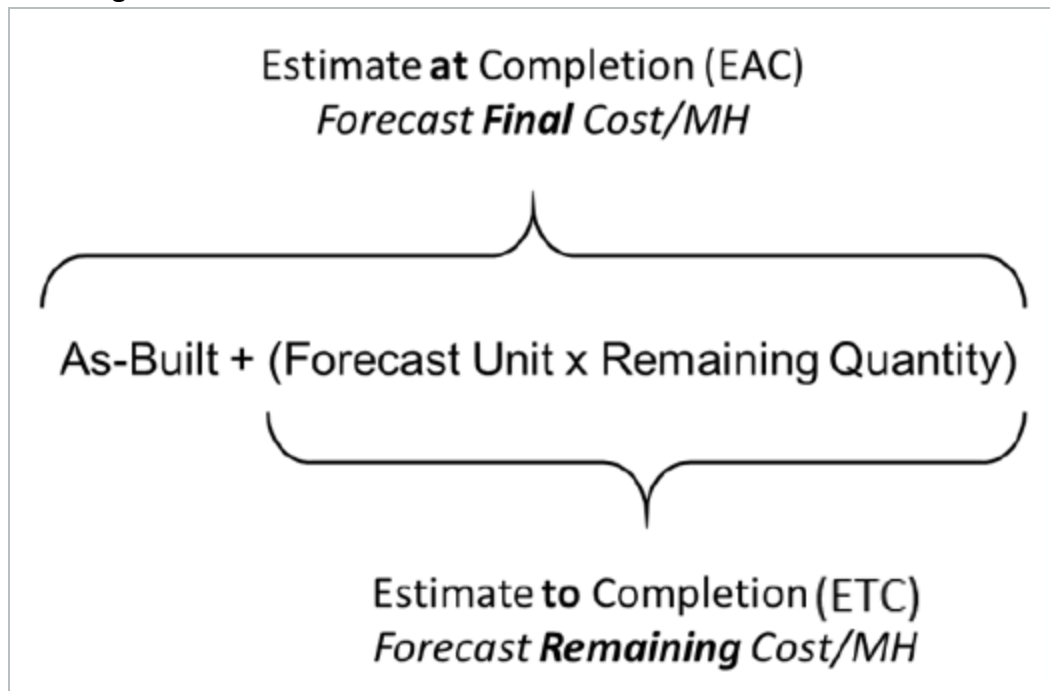 Estimate at Completion (EAC)
Forecast Final Cost/MH
As-Built + (Forecast Unit x Remaining Quantity)
Estimate to Completion (ETC)
Forecast Remaining Cost/MH